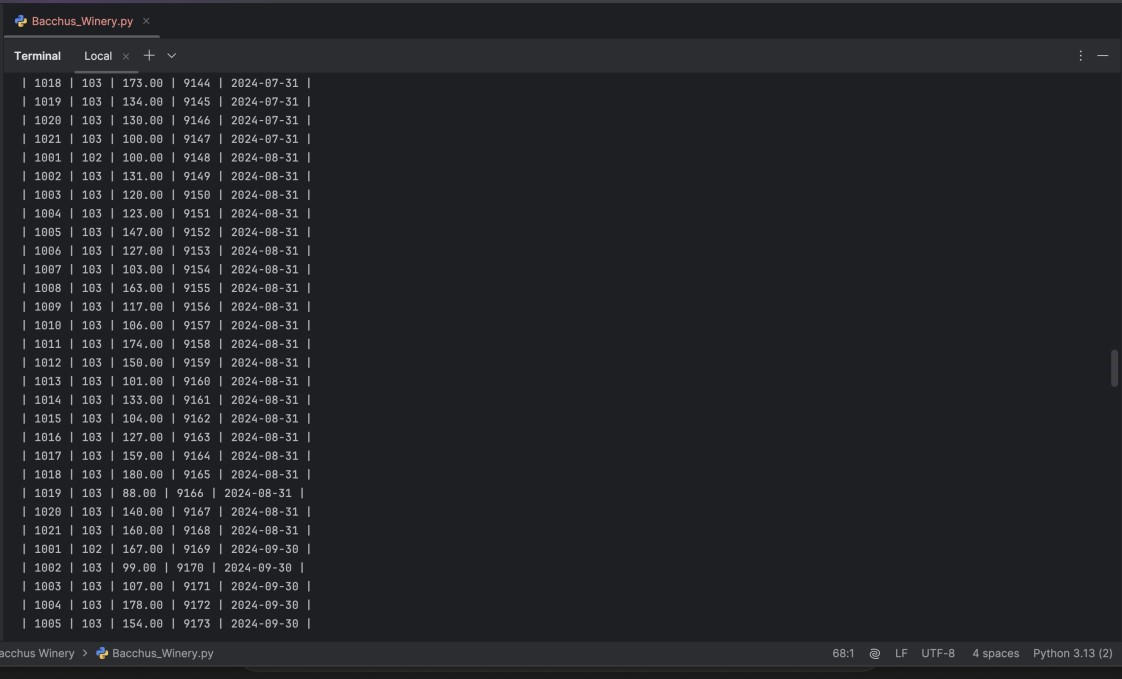 Bacchus_Winery.py ×
Terminal Local × + 
| 1018 | 103 | 173.00 | 9144 | 2024-07-31 |
| 1019 | 103 | 134.00 | 9145 | 2024-07-31 |
| 1020 | 103 | 130.00 | 9146 | 2024-07-31 |
| 1021 | 103 | 100.00 | 9147 | 2024-07-31 |
| 1001 | 102 | 100.00 | 9148 | 2024-08-31 |
| 1002 | 103 | 131.00 | 9149 | 2024-08-31 |
| 1003 | 103 | 120.00 | 9150 | 2024-08-31 |
| 1004 | 103 | 123.00 | 9151 | 2024-08-31 |
| 1005 | 103 | 147.00 | 9152 | 2024-08-31 |
| 1006 | 103 | 127.00 | 9153 | 2024-08-31 |
| 1007 | 103 | 103.00 | 9154 | 2024-08-31 |
| 1008 | 103 | 163.00 | 9155 | 2024-08-31 |
| 1009 | 103 | 117.00 | 9156 | 2024-08-31 |
| 1010 | 103 | 106.00 | 9157 | 2024-08-31 |
| 1011 | 103 | 174.00 | 9158 | 2024-08-31 |
| 1012 | 103 | 150.00 | 9159 | 2024-08-31 |
| 1013 | 103 | 101.00 | 9160 | 2024-08-31 |
| 1014 | 103 | 133.00 | 9161 | 2024-08-31 |
| 1015 | 103 | 104.00 | 9162 | 2024-08-31 |
| 1016 | 103 | 127.00 | 9163 | 2024-08-31 |
| 1017 | 103 | 159.00 | 9164 | 2024-08-31 |
| 1018 | 103 | 180.00 | 9165 | 2024-08-31 |
| 1019 | 103 | 88.00 | 9166 | 2024-08-31 |
| 1020 | 103 | 140.00 | 9167 | 2024-08-31 |
| 1021 | 103 | 160.00 | 9168 | 2024-08-31 |
| 1001 | 102 | 167.00 | 9169 | 2024-09-30 |
| 1002 | 103 | 99.00 | 9170 | 2024-09-30 |
| 1003 | 103 | 107.00 | 9171 | 2024-09-30 |
| 1004 | 103 | 178.00 | 9172 | 2024-09-30 |
| 1005 | 103 | 154.00 | 9173 | 2024-09-30 |
acchus Winery > Bacchus_Winery.py 68:1 LF UTF-8 4 spaces Python 3.13 (2)